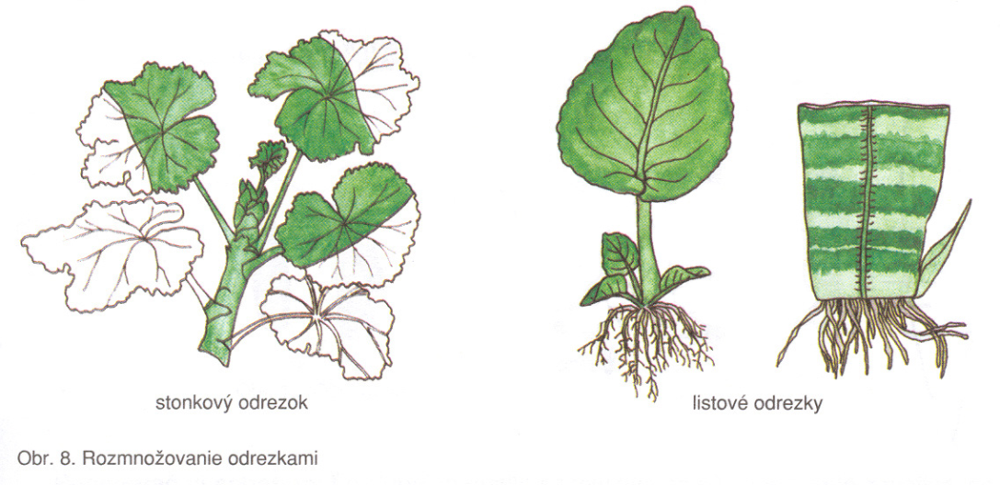 stonkový odrezok
listové odrezky
Obr. 8. Rozmnožovanie odrezkami